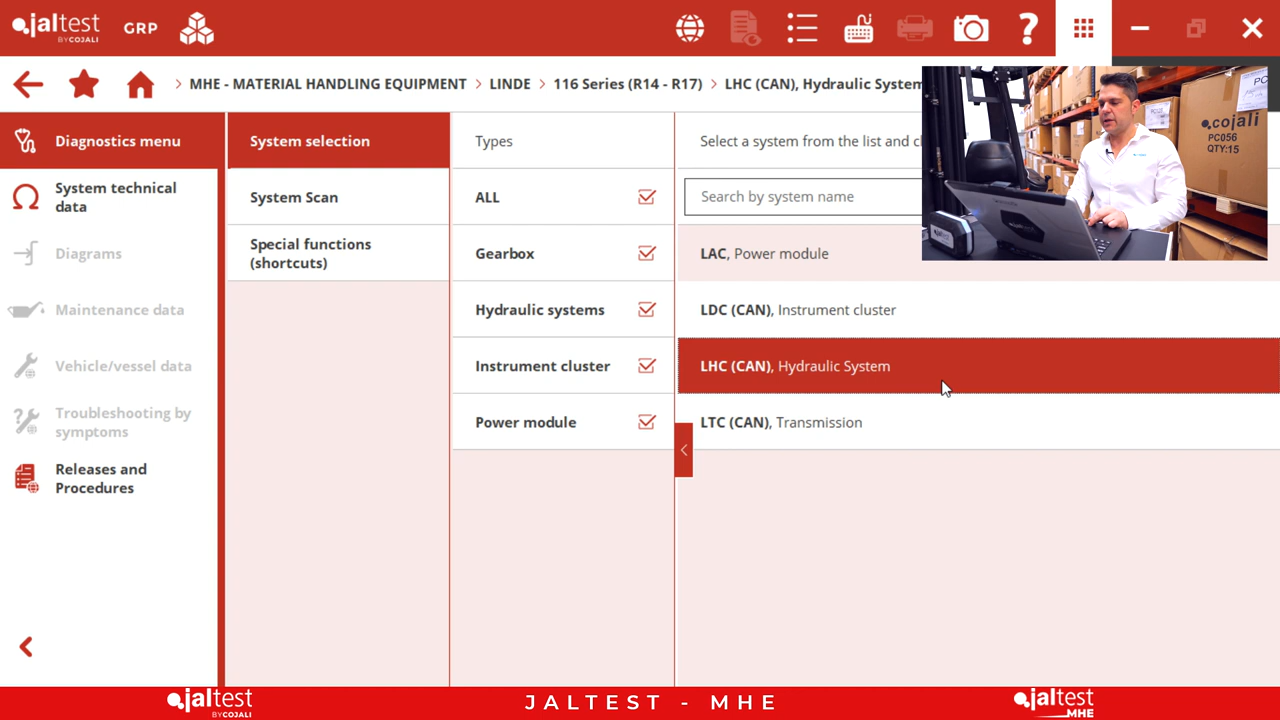 jaltest
BY COJALI
GRP
?
MHE - MATERIAL HANDLING EQUIPMENT
LINDE
116 Series (R14 - R17)
LHC (CAN), Hydraulic System
Diagnostics menu
System technical
data
Diagrams
Maintenance data
Vehicle/vessel data
Troubleshooting by
symptoms
Releases and
Procedures
System selection
System Scan
Special functions
(shortcuts)
Types
ALL
Gearbox
Hydraulic systems
Instrument cluster
Power module
Select a system from the list and c
Search by system name
LAC, Power module
LDC (CAN), Instrument cluster
LHC (CAN), Hydraulic System
LTC (CAN), Transmission
cojali
PC056
QTY:15
PC
jaltest
jaltest
BY COJALI
JALTEST - MHE
jaltest
MHE